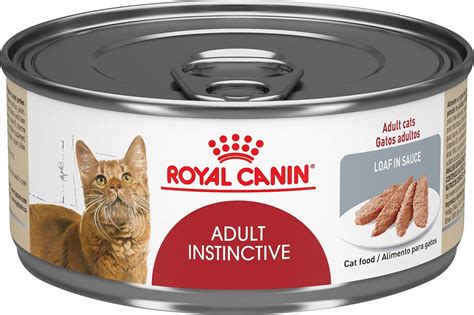 ROYAL CANIN
ADULT
INSTINCTIVE
Adult cats
Gatos adultos
LOAF IN SAUCE
Cat food / Alimento para gatos